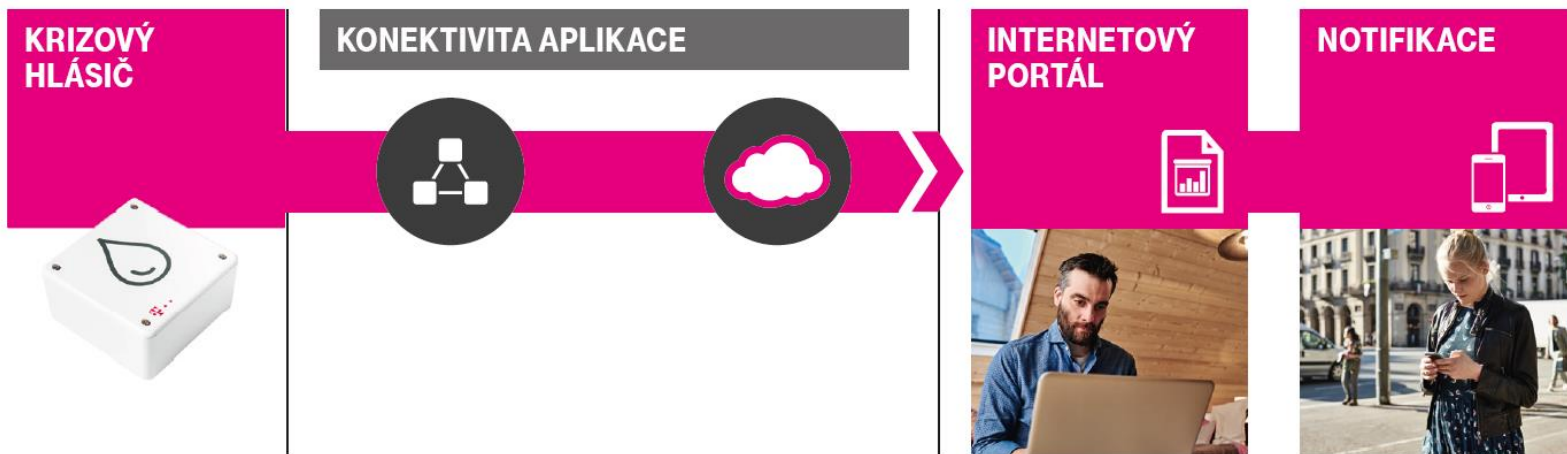 KRIZOVÝ
HLÁSIČ
KONEKTIVITA APLIKACE
INTERNETOVÝ
PORTÁL
NOTIFIKACE